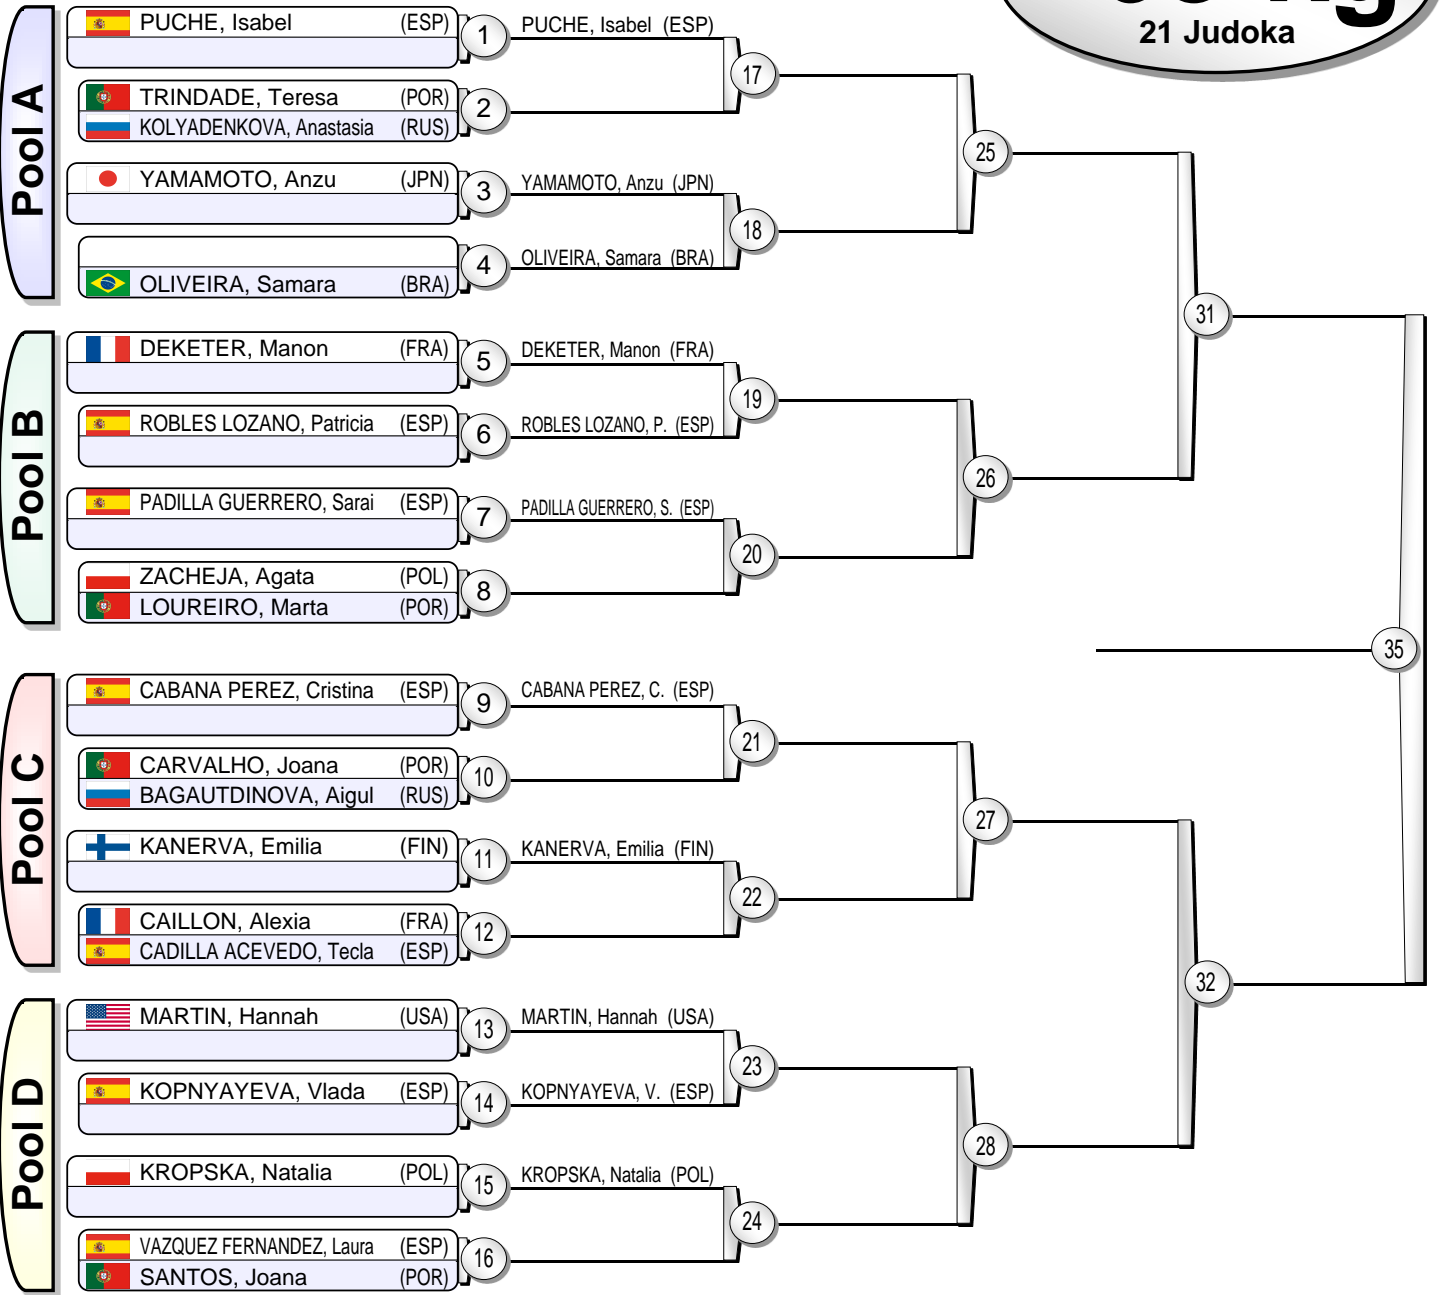 21 Judoka
Pool A
PUCHE, Isabel (ESP) 1 PUCHE, Isabel (ESP)
17
TRINDADE, Teresa (POR) 2
KOLYADENKOVA, Anastasia (RUS)
25
YAMAMOTO, Anzu (JPN) 3 YAMAMOTO, Anzu (JPN)
18
4 OLIVEIRA, Samara (BRA)
OLIVEIRA, Samara (BRA)
31
Pool B
DEKETER, Manon (FRA) 5 DEKETER, Manon (FRA)
19
ROBLES LOZANO, Patricia (ESP) 6 ROBLES LOZANO, P. (ESP)
26
PADILLA GUERRERO, Sarai (ESP) 7 PADILLA GUERRERO, S. (ESP)
20
ZACHEJA, Agata (POL) 8
LOUREIRO, Marta (POR)
35
Pool C
CABANA PEREZ, Cristina (ESP) 9 CABANA PEREZ, C. (ESP)
21
CARVALHO, Joana (POR) 10
BAGAUTDINOVA, Aigul (RUS)
27
KANERVA, Emilia (FIN) 11 KANERVA, Emilia (FIN)
22
CAILLON, Alexia (FRA) 12
CADILLA ACEVEDO, Tecla (ESP)
32
Pool D
MARTIN, Hannah (USA) 13 MARTIN, Hannah (USA)
23
KOPNYAYEVA, Vlada (ESP) 14 KOPNYAYEVA, V. (ESP)
28
KROPSKA, Natalia (POL) 15 KROPSKA, Natalia (POL)
24
VAZQUEZ FERNANDEZ, Laura (ESP) 16
SANTOS, Joana (POR)